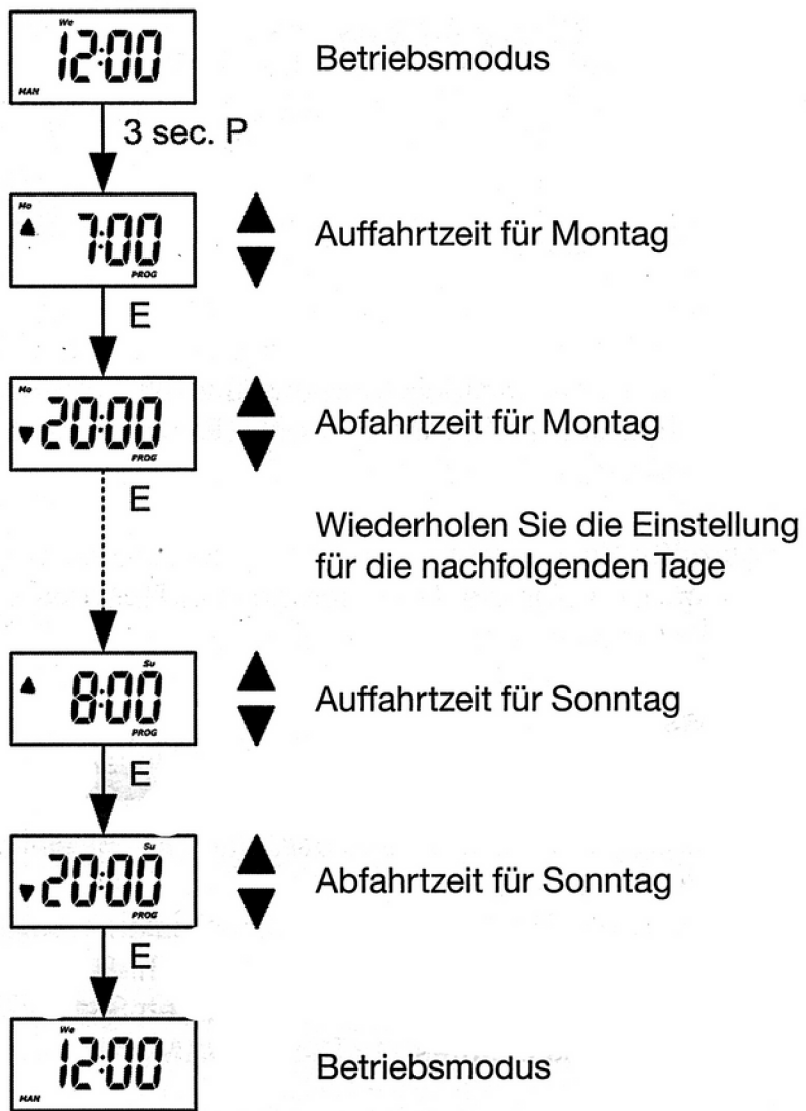 We
12:00
Betriebsmodus
MAN
3 sec. P
Mo
7:00
Auffahrtzeit für Montag
PROG
E
Mo
20:00
Abfahrtzeit für Montag
PROG
E
Wiederholen Sie die Einstellung
für die nachfolgenden Tage
Su
8:00
Auffahrtzeit für Sonntag
PROG
E
Su
20:00
Abfahrtzeit für Sonntag
PROG
E
We
12:00
Betriebsmodus
MAN